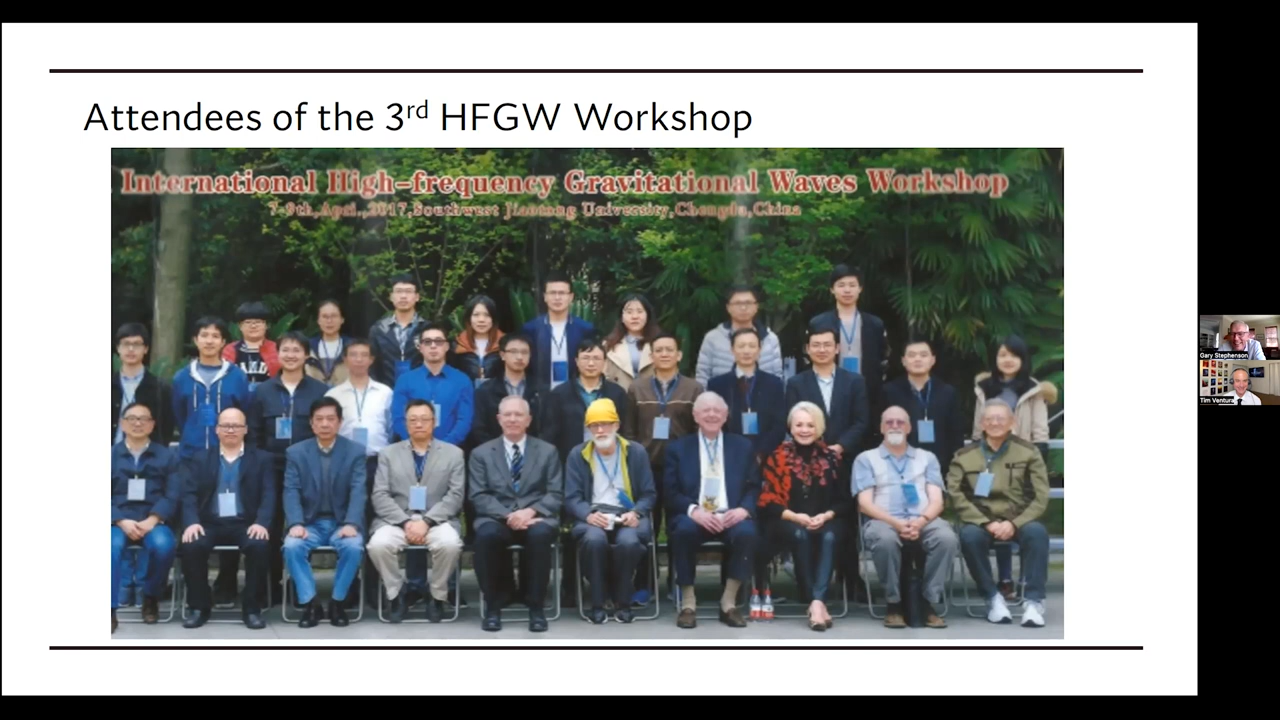 Attendees of the 3rd HFGW Workshop
International High-frequency Gravitational Waves Workshop
7-9th,Apri.,2017,Southwest Jiaotong University,Chengdu,China
Gary Stephenson
Tim Ventura